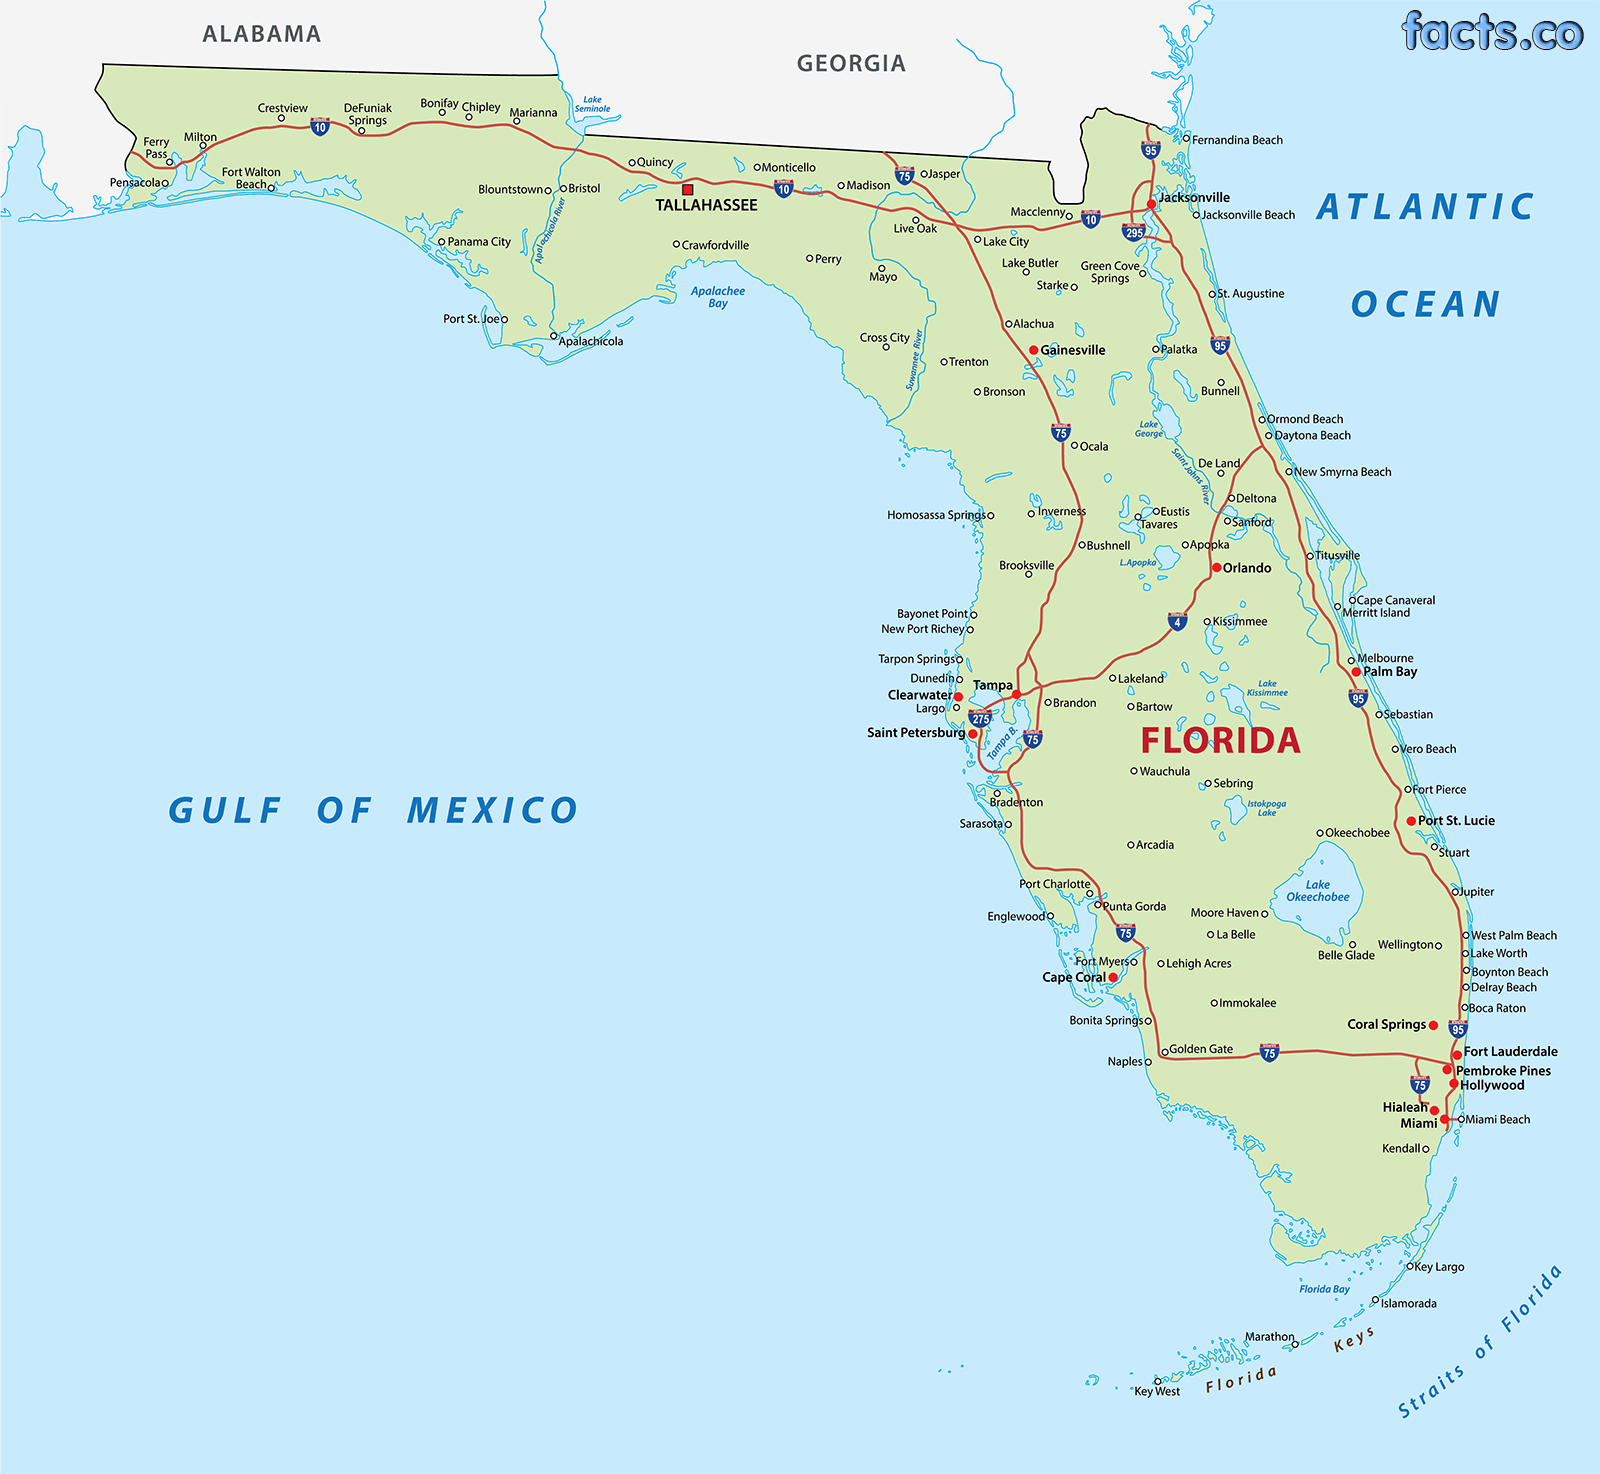 facts.co
ALABAMA
GEORGIA
Lake
Seminole
Crestview
10
DeFuniak
Springs
Bonifay
Chipley
Marianna
Ferry
Pass
Milton
Fort Walton
Beach
Pensacola
Quincy
Blountstown
Bristol
TALLAHASSEE
Monticello
10
Madison
75
Jasper
95
Fernandina Beach
Jacksonville
Jacksonville Beach
Macclenny
10
295
Live Oak
Lake City
ATLANTIC
OCEAN
Panama City
Apalachicola River
Crawfordville
Perry
Mayo
Lake Butler
Starke
Green Cove
Springs
St. Augustine
Apalachee
Bay
Port St. Joe
Apalachicola
Cross City
Suwannee River
Alachua
Gainesville
Trenton
Bronson
Palatka
95
Bunnell
Ormond Beach
Daytona Beach
Lake
George
75
Ocala
De Land
Saint Johns River
New Smyrna Beach
Deltona
Sanford
Homosassa Springs
Inverness
Eustis
Tavares
Bushnell
Apopka
L.Apopka
Orlando
Titusville
Brooksville
Cape Canaveral
Merritt Island
Bayonet Point
New Port Richey
4
Kissimmee
Tarpon Springs
Dunedin
Clearwater
Largo
Tampa
Lakeland
Melbourne
Palm Bay
Lake
Kissimmee
95
275
Brandon
Bartow
Sebastian
Saint Petersburg
Tampa B.
75
FLORIDA
Vero Beach
Wauchula
Sebring
Fort Pierce
Bradenton
Istokpoga
Lake
GULF OF MEXICO
Sarasota
Port St. Lucie
Okeechobee
Arcadia
Stuart
Port Charlotte
Lake
Okeechobee
Jupiter
Punta Gorda
Englewood
Moore Haven
75
La Belle
West Palm Beach
Belle Glade
Wellington
Lake Worth
Fort Myers
Lehigh Acres
Cape Coral
Boynton Beach
Delray Beach
Immokalee
Boca Raton
Bonita Springs
Coral Springs
95
Golden Gate
75
Fort Lauderdale
Naples
Pembroke Pines
75
Hollywood
Hialeah
Miami
Miami Beach
Kendall
Key Largo
Florida Bay
Islamorada
Marathon
Florida Keys
Key West
Straits of Florida